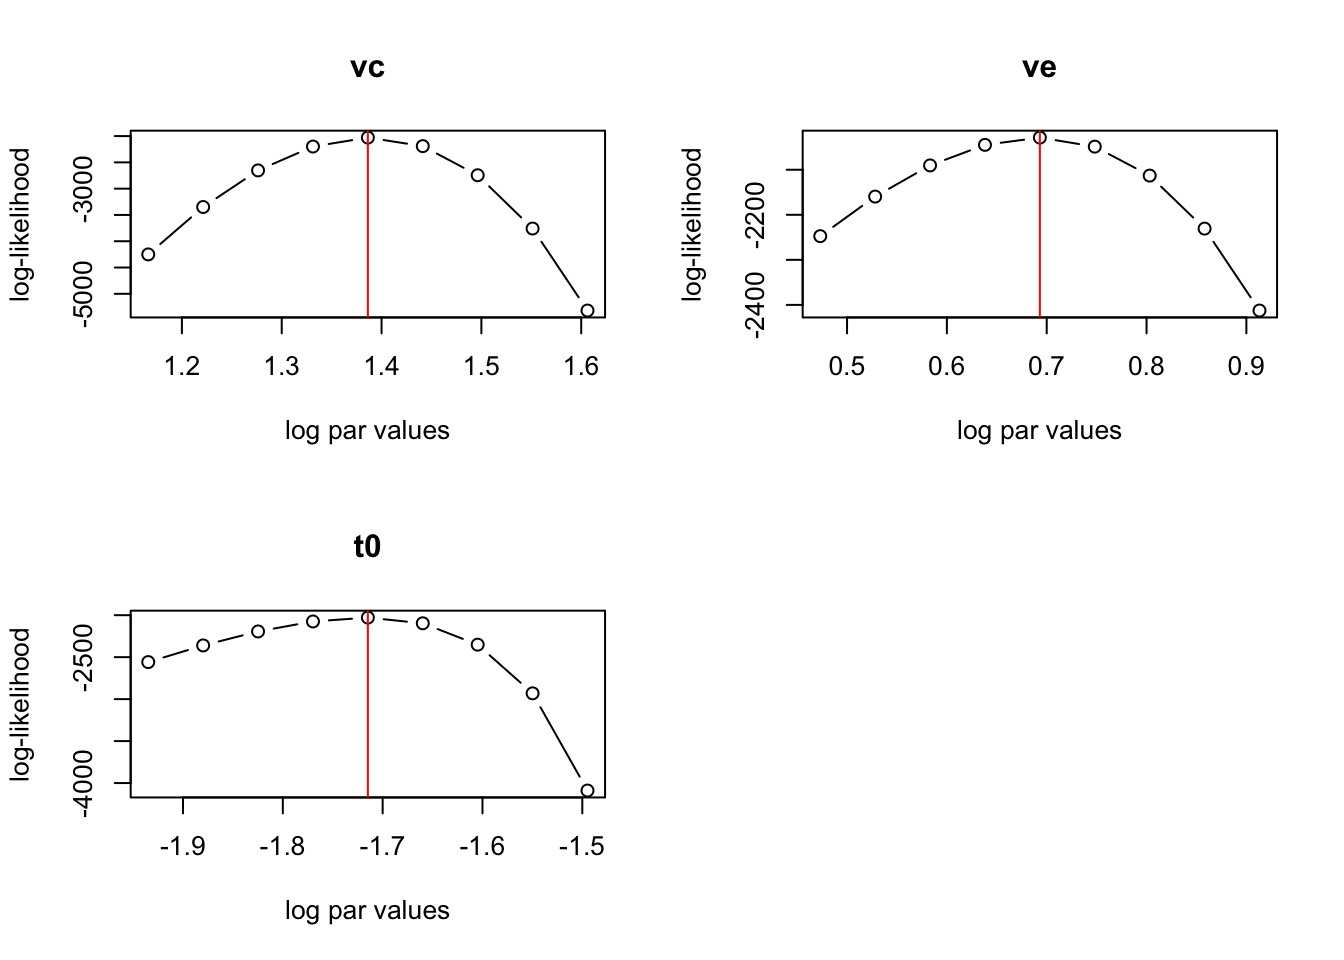 vc
log-likelihood
-3000
-5000
1.2 1.3 1.4 1.5 1.6
log par values
ve
log-likelihood
-2200
-2400
0.5 0.6 0.7 0.8 0.9
log par values
t0
log-likelihood
-2500
-4000
-1.9 -1.8 -1.7 -1.6 -1.5
log par values